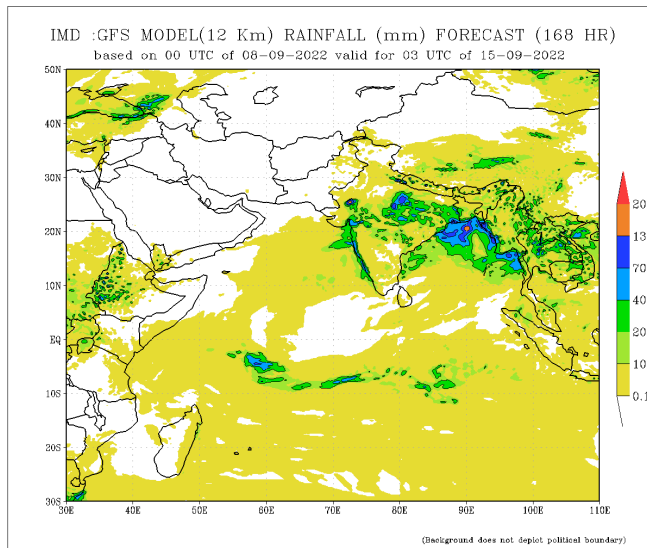 IMD :GFS MODEL(12 Km) RAINFALL (mm) FORECAST (168 HR)
based on 00 UTC of 08-09-2022 valid for 03 UTC of 15-09-2022
50N
40N
30N
20N
10N
EQ
10S
20S
30S
30E 40E 50E 60E 70E 80E 90E 100E 110E
20
13
70
40
20
10
0.1
(Background does not depict political boundary)